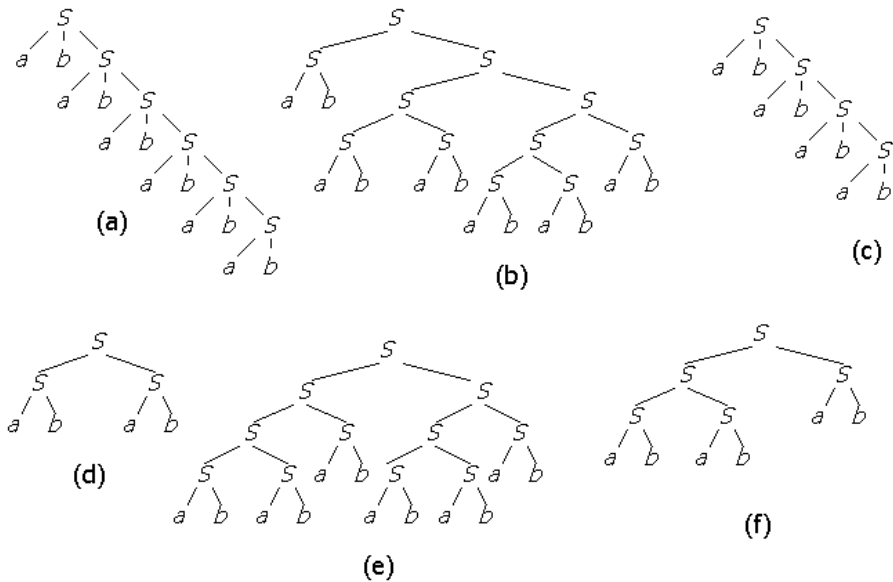 S
a b S
a b S
a b S
a b S
a b S
a b
(a)
S
S S
a b S S
S S S S
a b a b S S a b
a b a b
(b)
S
a b S
a b S
a b S
a b
(c)
S
S S
a b a b
(d)
S
S S
S S S S
S S a b S S a b
a b a b a b a b
(e)
S
S S
S S a b
a b a b
(f)